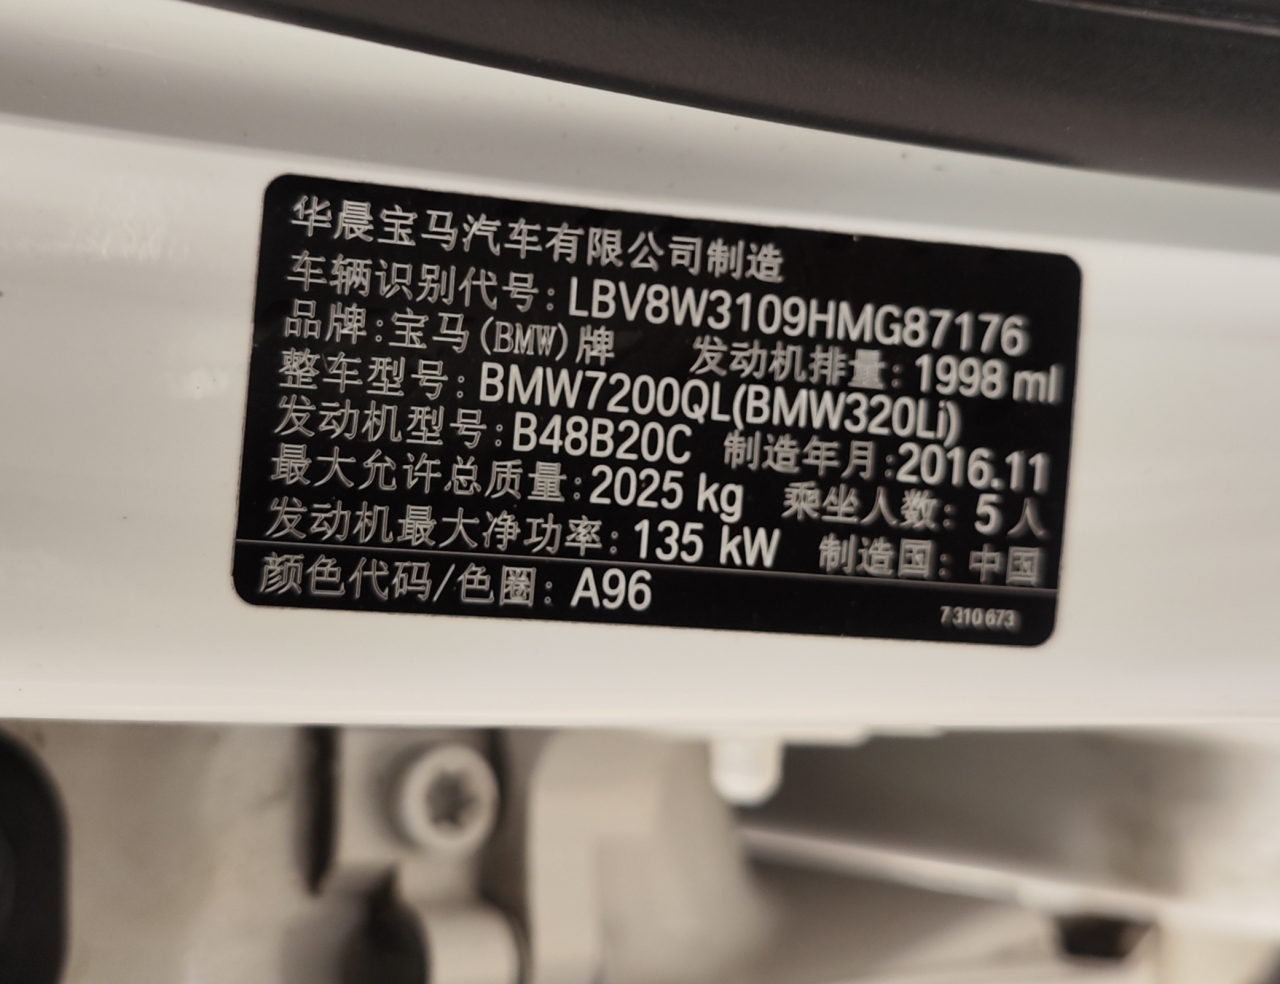 华晨宝马汽车有限公司制造
车辆识别代号: LBV8W3109HMG87176
品牌:宝马(BMW)牌 发动机排量: 1998 ml
整车型号: BMW7200QL(BMW320Li)
发动机型号: B48B20C 制造年月:2016.11
最大允许总质量: 2025 kg 乘坐人数: 5人
发动机最大净功率: 135 kW 制造国: 中国
颜色代码/色圈: A96
7 310 673